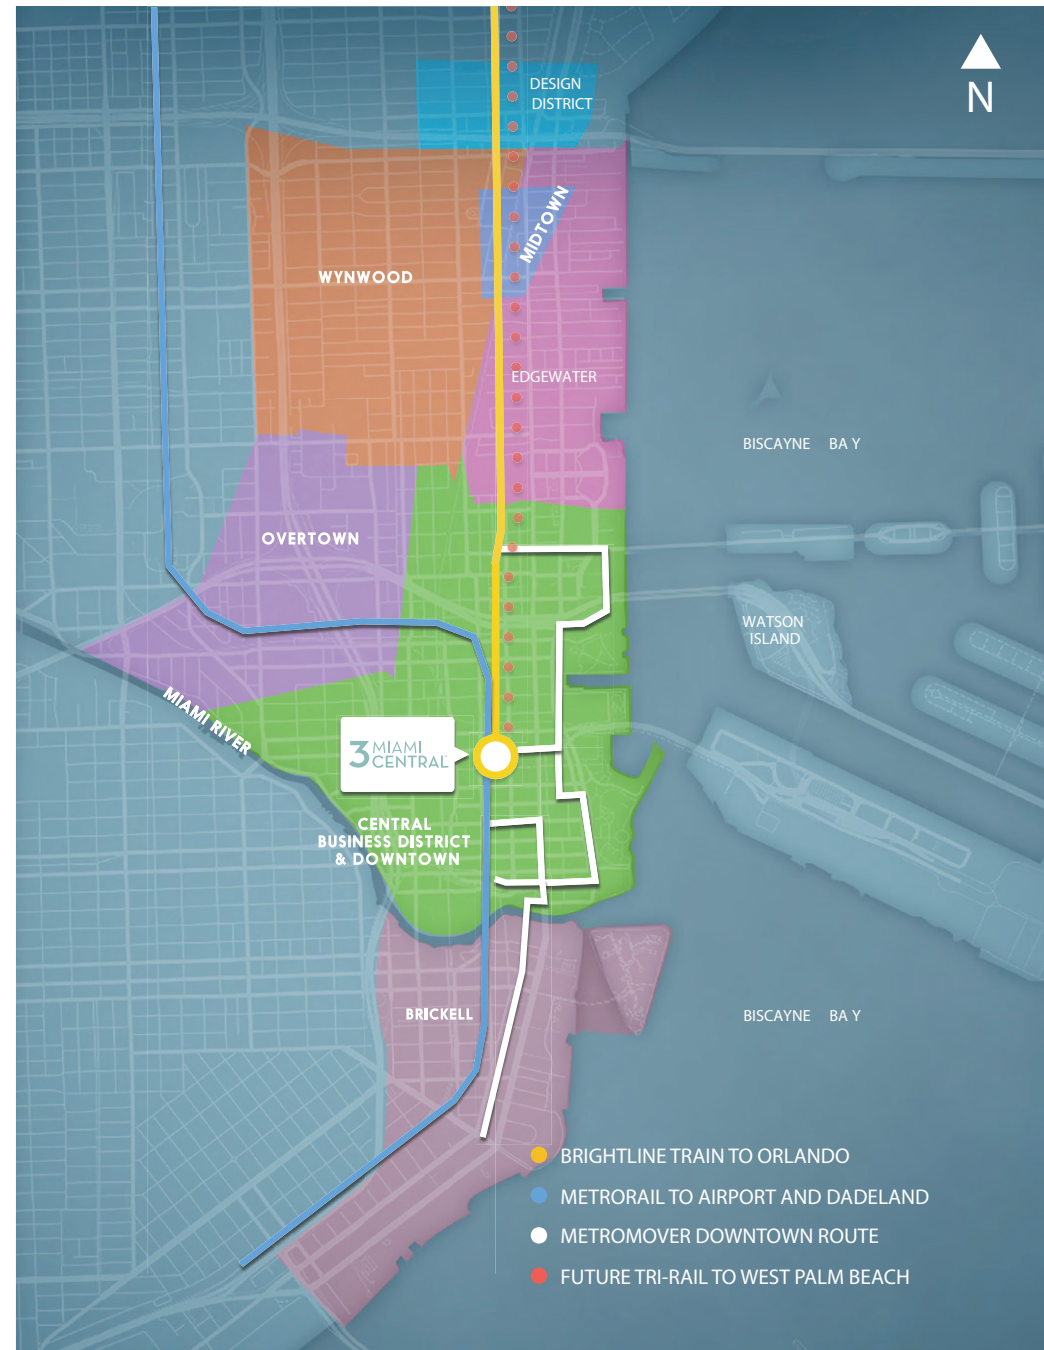 N
DESIGN
DISTRICT
MIDTOWN
WYNWOOD
EDGEWATER
BISCAYNE BAY
OVERTOWN
WATSON
ISLAND
MIAMI RIVER
3 MIAMI
CENTRAL
CENTRAL
BUSINESS DISTRICT
& DOWNTOWN
BRICKELL
BISCAYNE BAY
BRIGHTLINE TRAIN TO ORLANDO
METRORAIL TO AIRPORT AND DADELAND
METROMOVER DOWNTOWN ROUTE
FUTURE TRI-RAIL TO WEST PALM BEACH